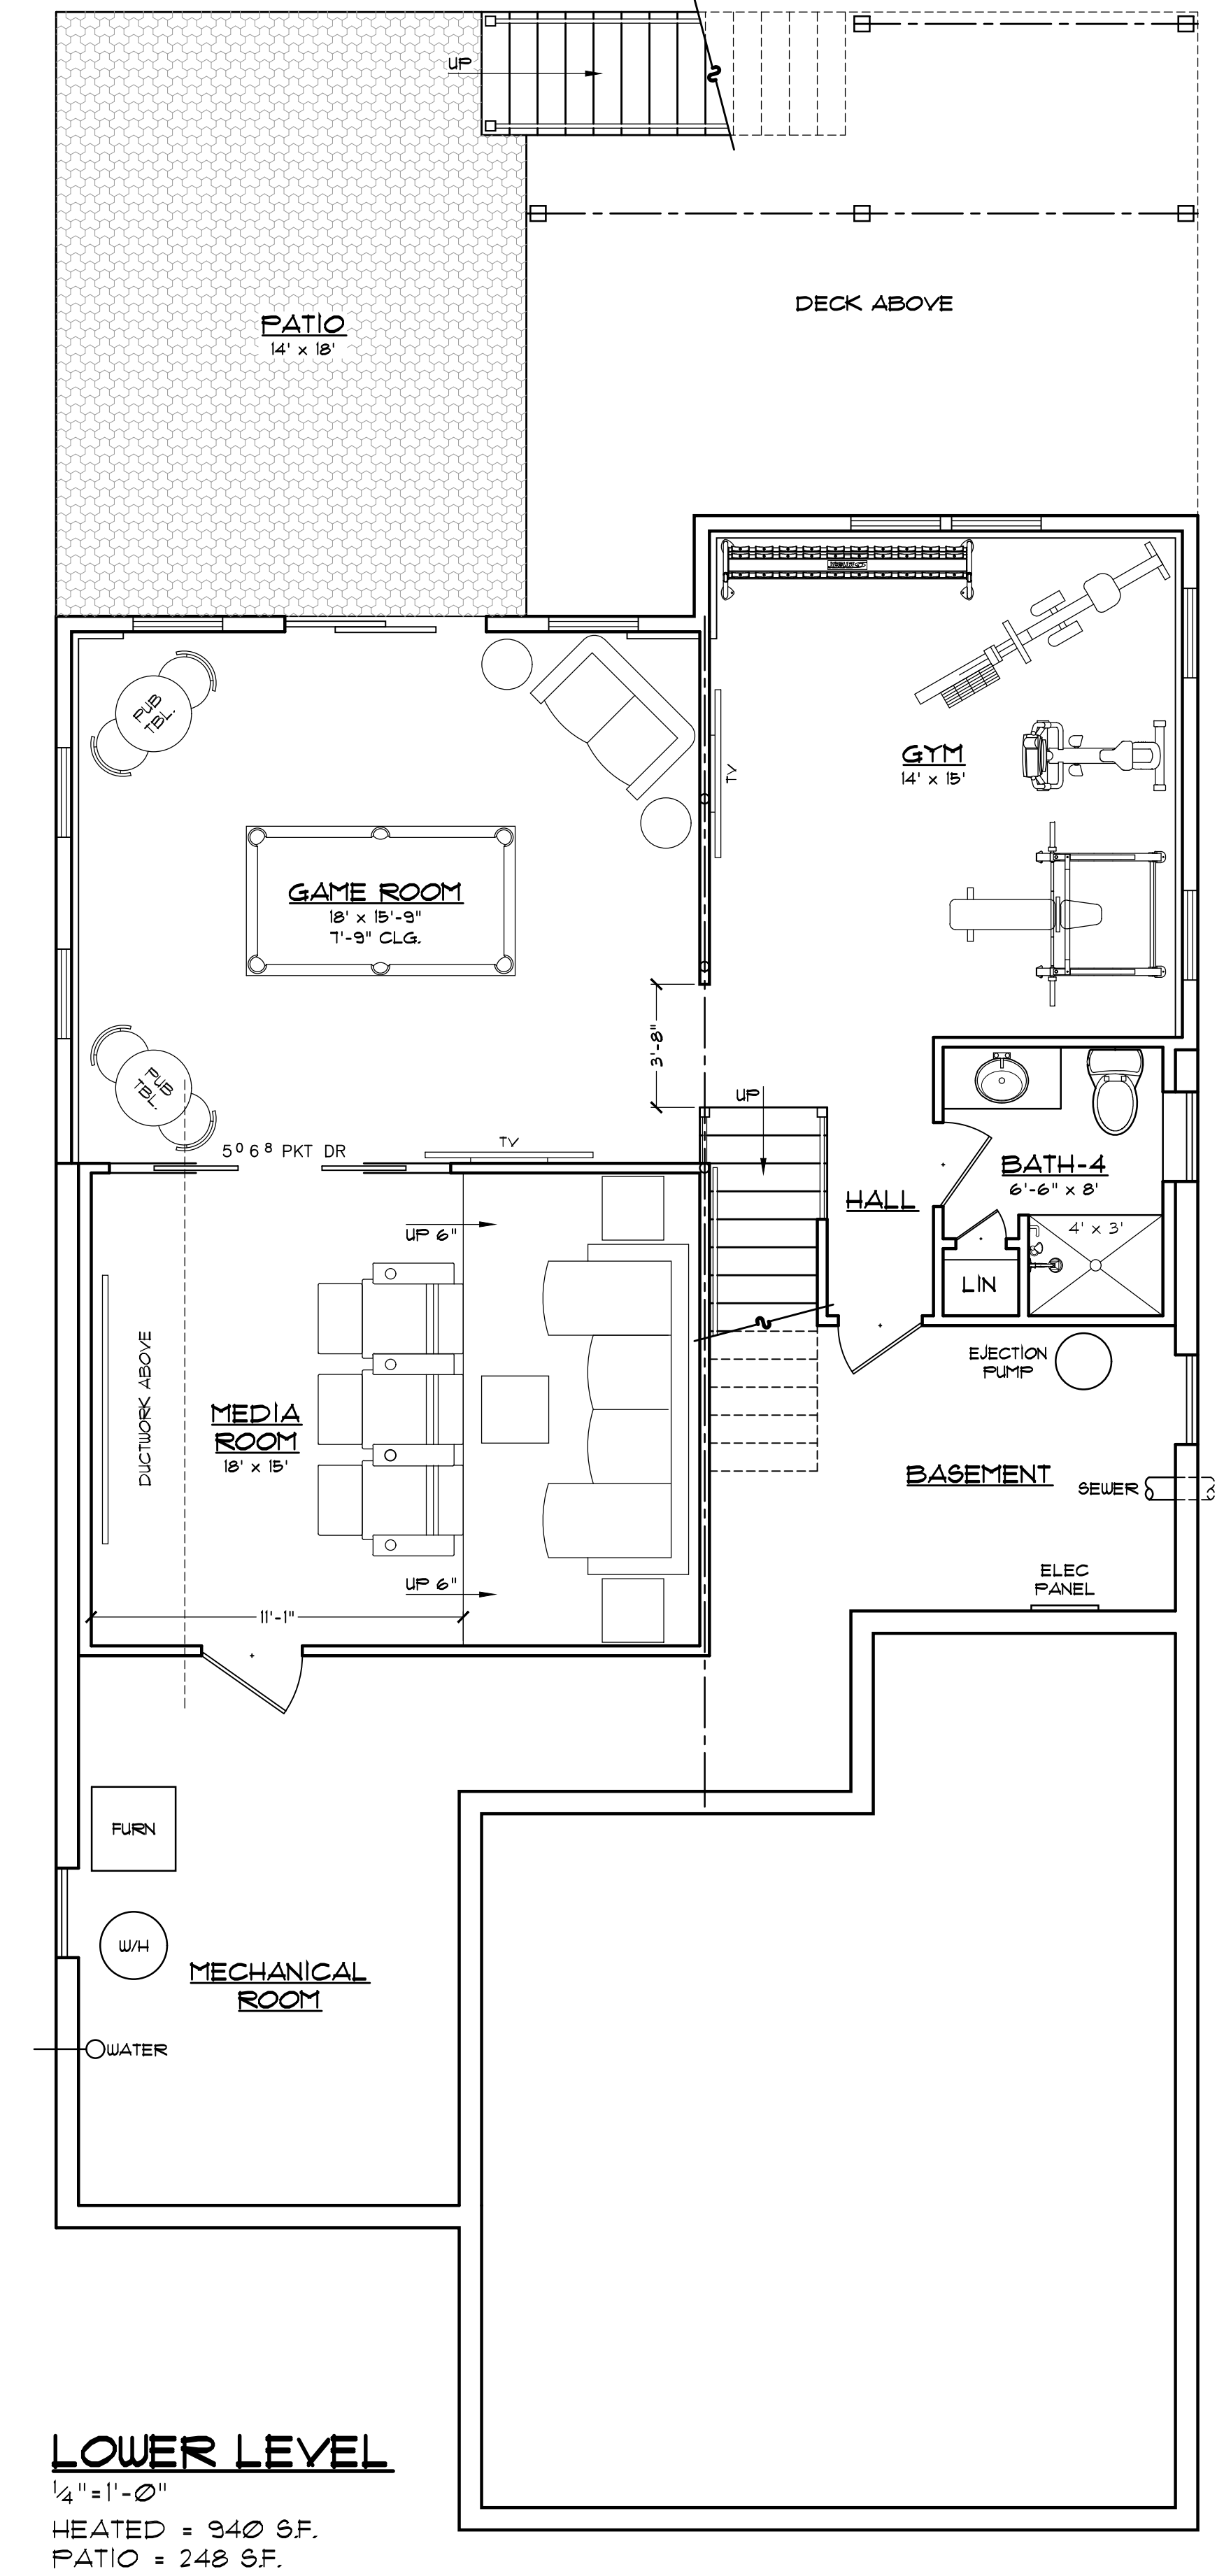 UP
PATIO
14' x 18'
DECK ABOVE
PUB
TBL.
TV
GYM
14' x 15'
GAME ROOM
18' x 15'-9"
7'-9" CLG.
3'-8"
PUB
TBL.
UP
5⁰ 6⁸ PKT DR
TV
BATH-4
6'-6" x 8'
HALL
UP 6"
4' x 3'
LIN
EJECTION
PUMP
DUCTWORK ABOVE
MEDIA
ROOM
18' x 15'
BASEMENT
SEWER
ELEC
PANEL
UP 6"
11'-1"
FURN
W/H
MECHANICAL
ROOM
WATER
LOWER LEVEL
1/4"=1'-0"
HEATED = 940 S.F.
PATIO = 248 S.F.